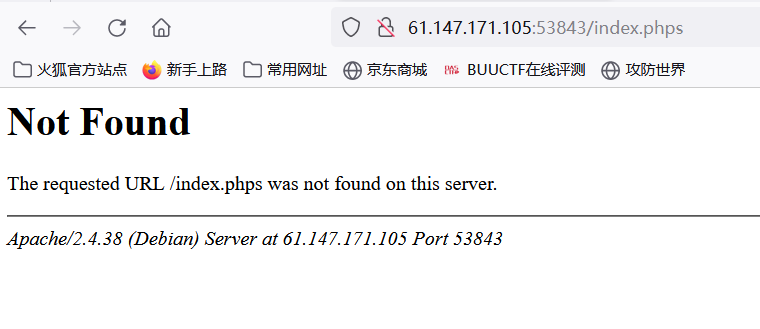 61.147.171.105:53843/index.phps
火狐官方站点 新手上路 常用网址 京东商城 BUUCTF在线评测 攻防世界
Not Found
The requested URL /index.phps was not found on this server.
Apache/2.4.38 (Debian) Server at 61.147.171.105 Port 53843